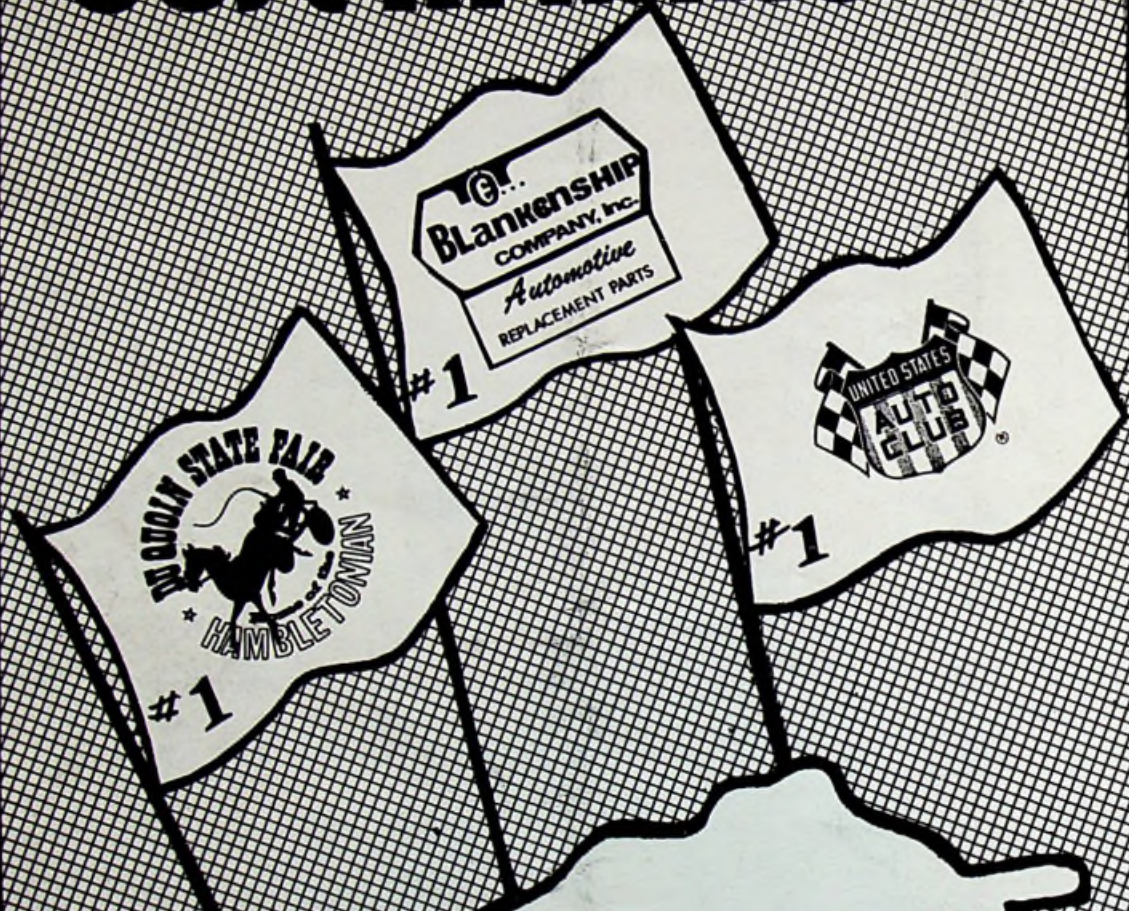 E...
BLankenSHIP
COMPANY, Inc.
Automotive
REPLACEMENT PARTS
#1
UNITED STATES
AUTO
CLUB
®
#1
DU QUOIN STATE FAIR
HAMBLETONIAN
#1